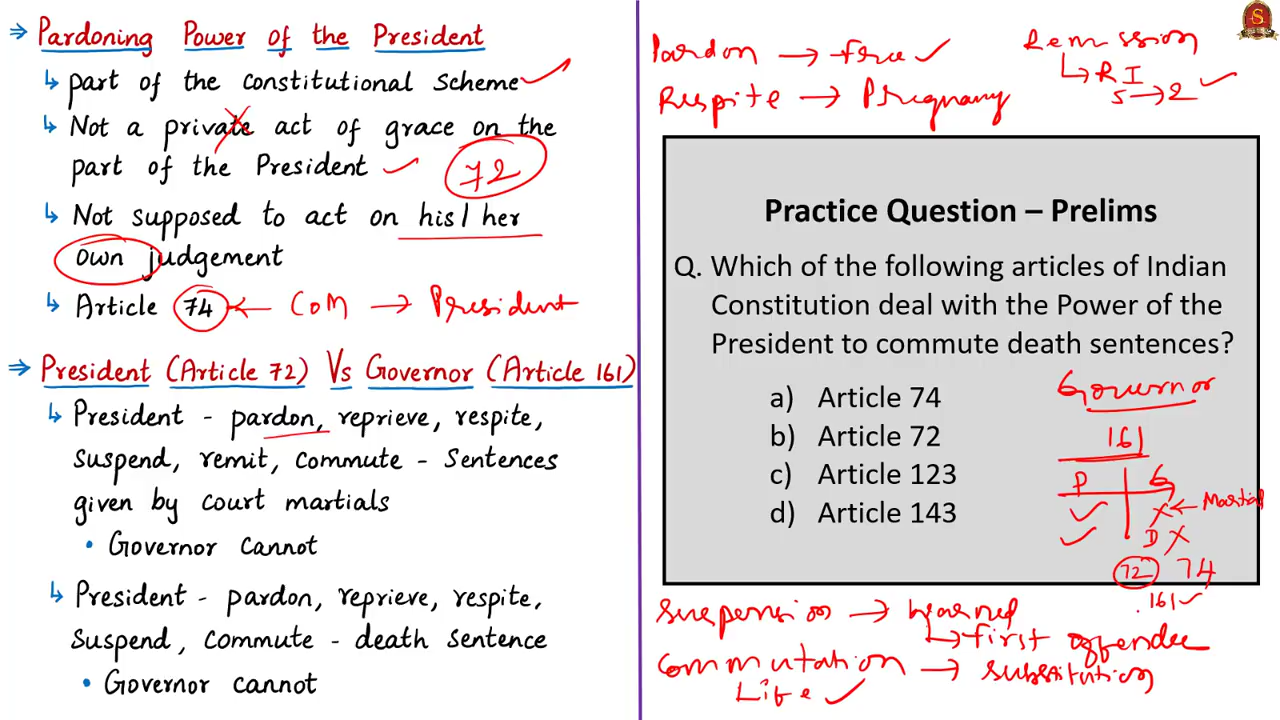 ⇒ Pardoning Power of the President
↳ part of the constitutional scheme
↳ Not a private act of grace on the
part of the President
72
↳ Not supposed to act on his/her
own judgement
↳ Article 74 ← CoM → President
⇒ President (Article 72) Vs Governor (Article 161)
↳ President - pardon, reprieve, respite,
suspend, remit, commute - sentences
given by court martials
• Governor cannot
↳ President - pardon, reprieve, respite,
suspend, commute - death sentence
• Governor cannot
Pardon → free
Respite → Pregnancy
Remission
↳ RI
5 → 2
S
Practice Question – Prelims
Q. Which of the following articles of Indian
Constitution deal with the Power of the
President to commute death sentences?
a) Article 74
b) Article 72
c) Article 123
d) Article 143
Governor
161
P G
✓ X ← Martial
✓ D X
72 74
161 ✓
Suspension →
↳ first offender
Commutation → substitution
Life ✓